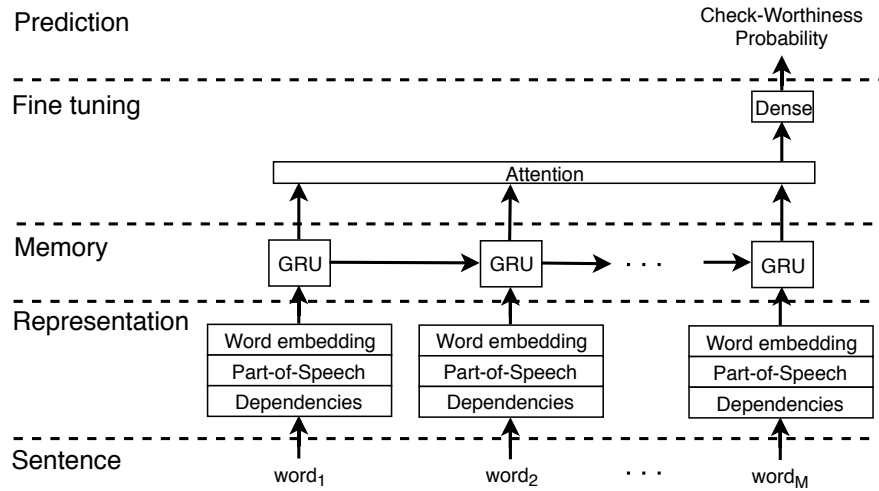 Prediction
Check-Worthiness
Probability
Fine tuning
Dense
Attention
Memory
GRU GRU . . . GRU
Representation
Word embedding Word embedding Word embedding
Part-of-Speech Part-of-Speech Part-of-Speech
Dependencies Dependencies Dependencies
Sentence
word1 word2 . . . wordM